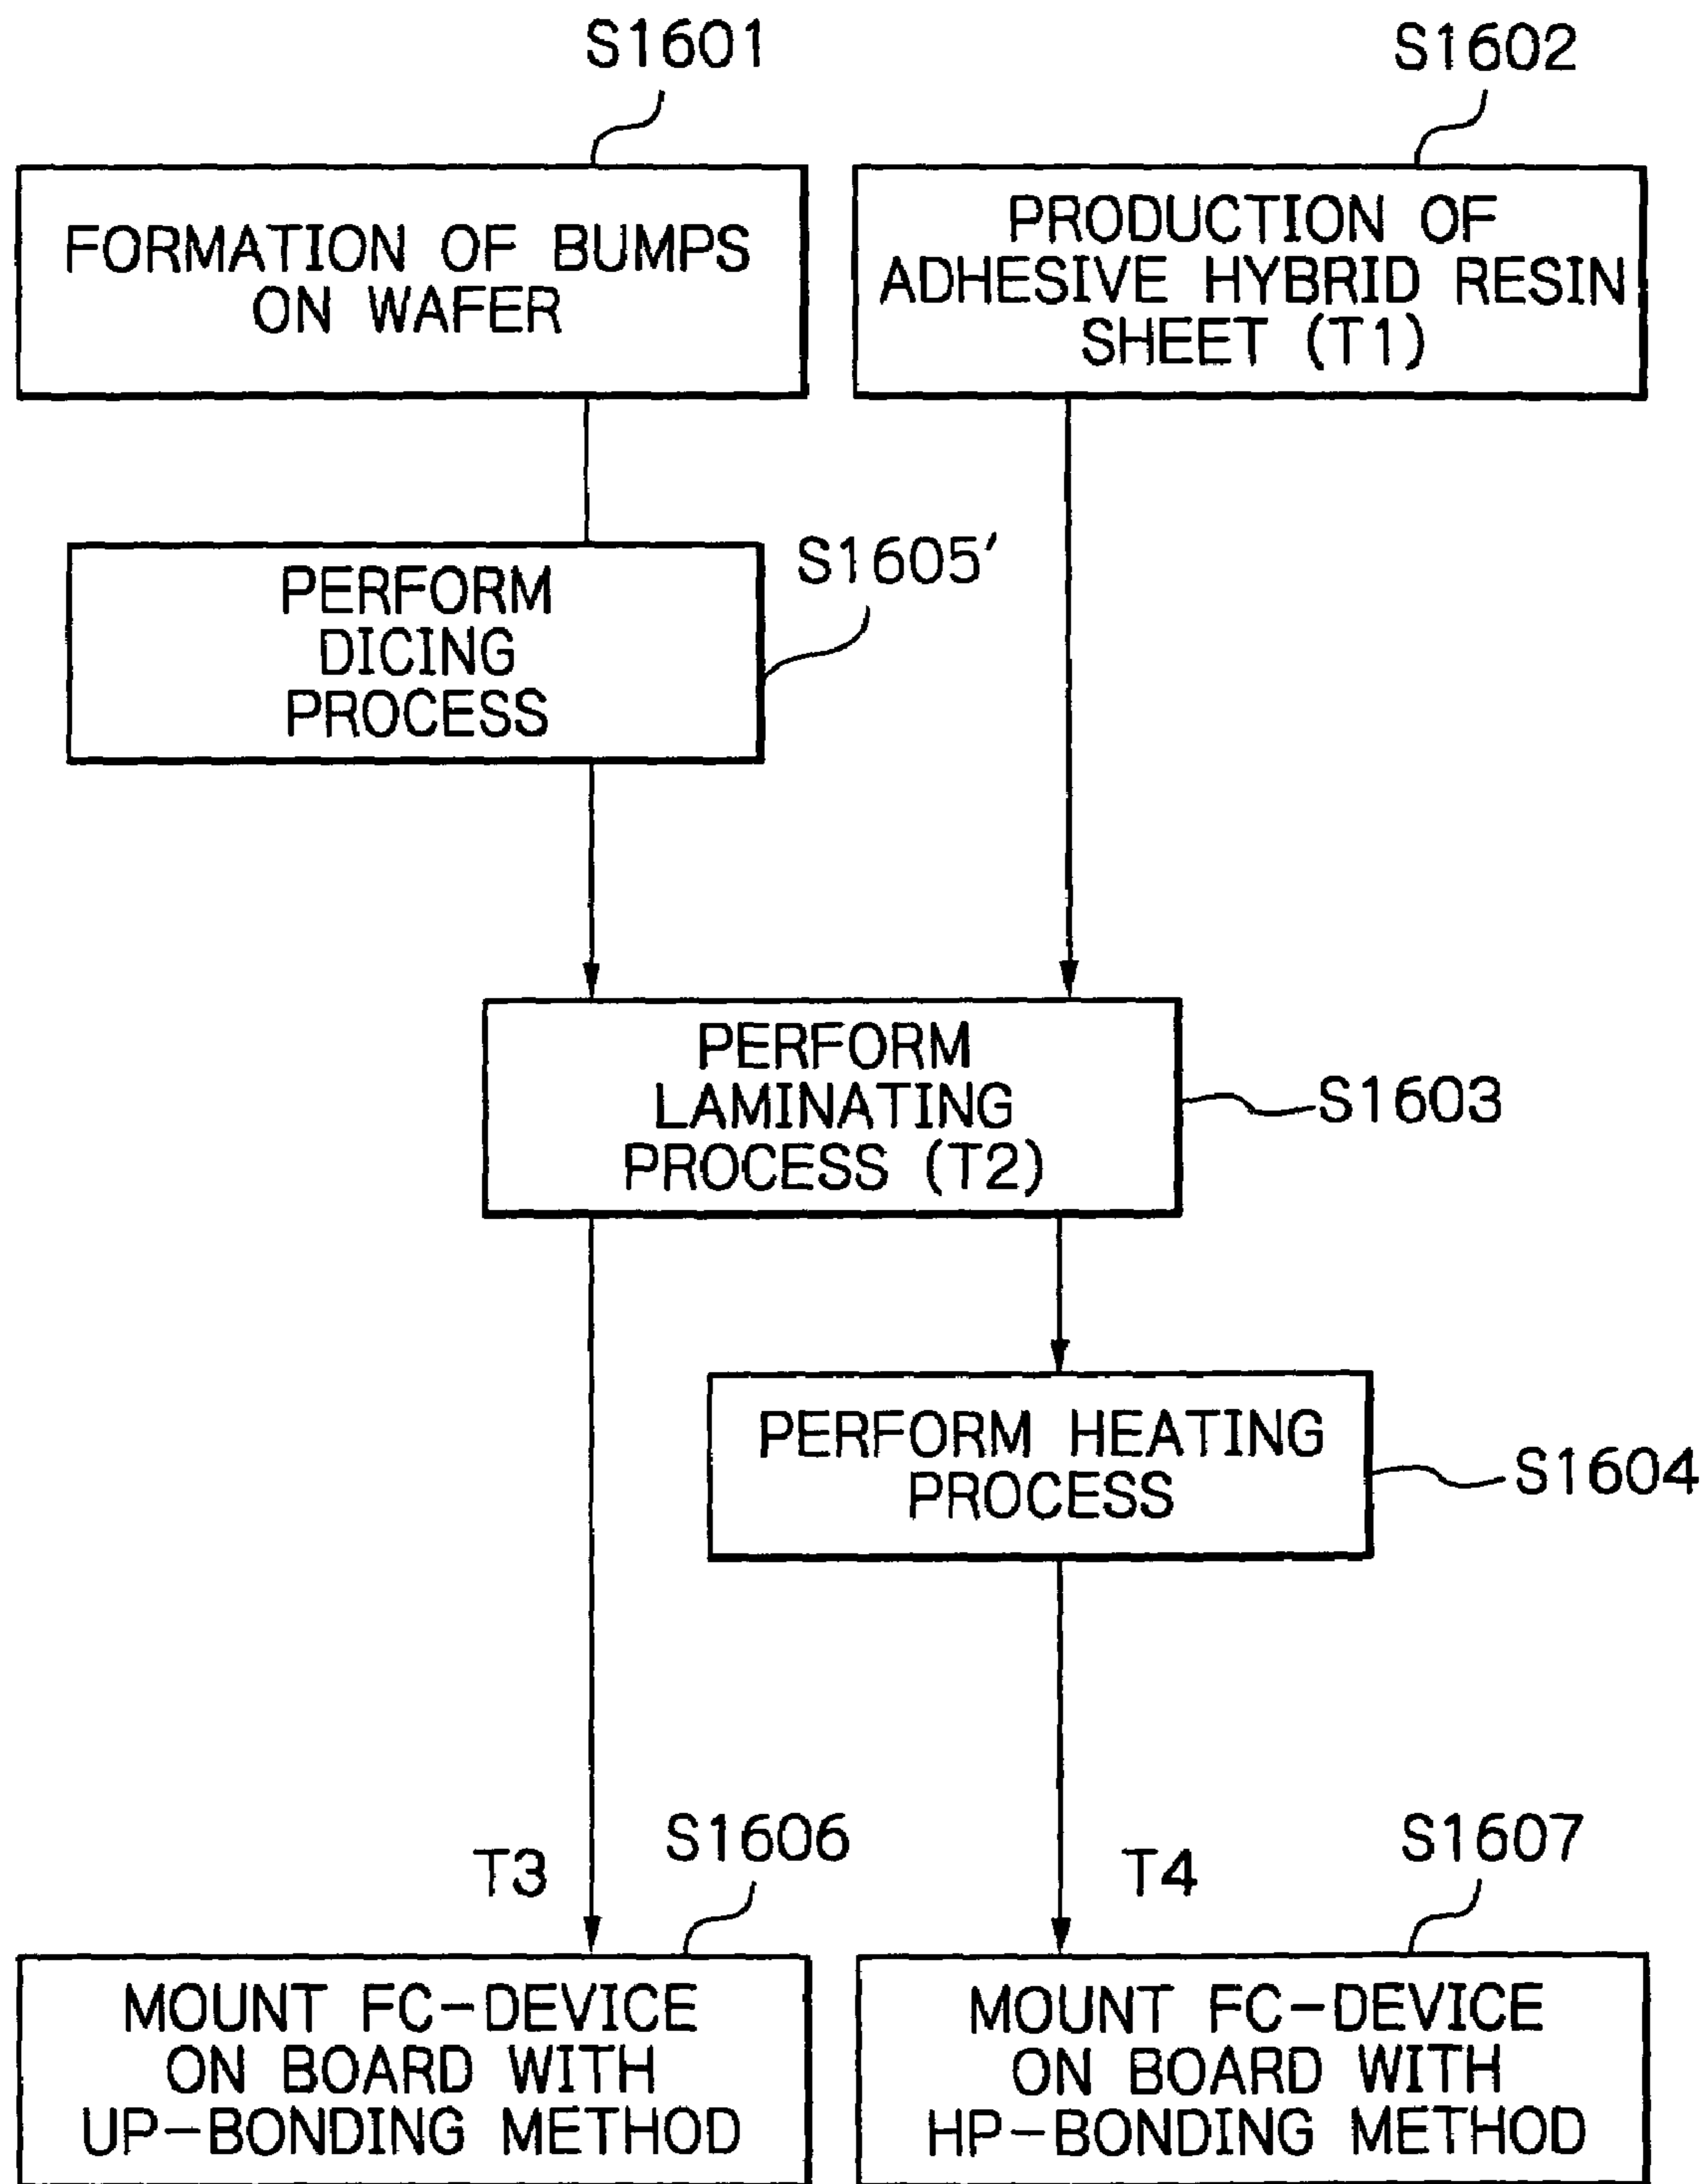 S1601
S1602
FORMATION OF BUMPS
ON WAFER
PRODUCTION OF
ADHESIVE HYBRID RESIN
SHEET (T1)
PERFORM
DICING
PROCESS
S1605'
PERFORM
LAMINATING
PROCESS (T2)
S1603
PERFORM HEATING
PROCESS
S1604
T3
S1606
T4
S1607
MOUNT FC-DEVICE
ON BOARD WITH
UP-BONDING METHOD
MOUNT FC-DEVICE
ON BOARD WITH
HP-BONDING METHOD